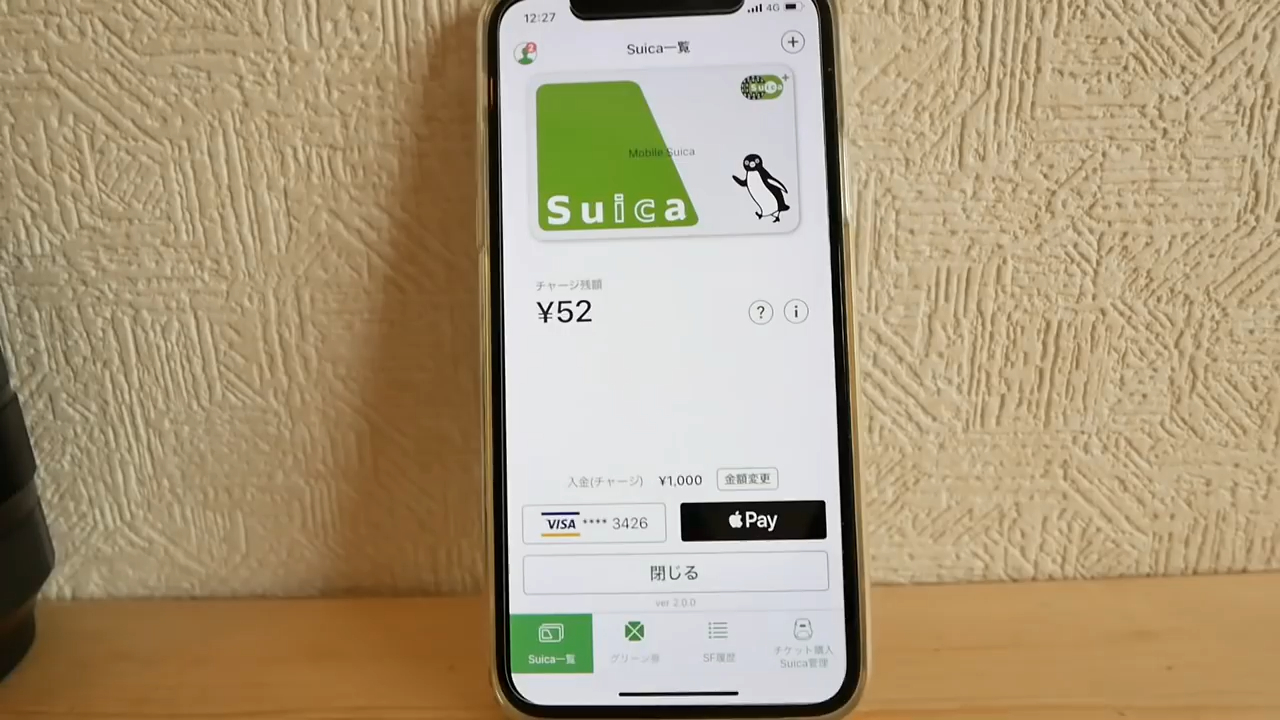 12:27
4G
2
Suica一覧
Suica
Mobile Suica
Suica
チャージ残額
¥52
?
i
入金(チャージ) ¥1,000 金額変更
VISA **** 3426
Pay
閉じる
ver 2.0.0
Suica一覧
グリーン券
SF履歴
チケット購入
Suica管理